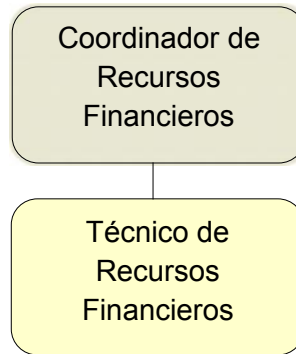 Coordinador de
Recursos
Financieros
Técnico de
Recursos
Financieros